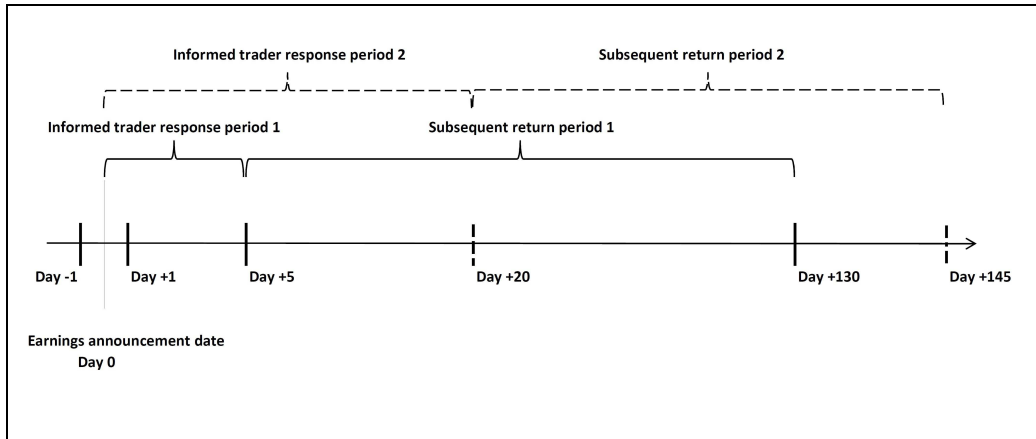 Informed trader response period 2
Subsequent return period 2
Informed trader response period 1
Subsequent return period 1
Day -1
Day +1
Day +5
Day +20
Day +130
Day +145
Earnings announcement date
Day 0